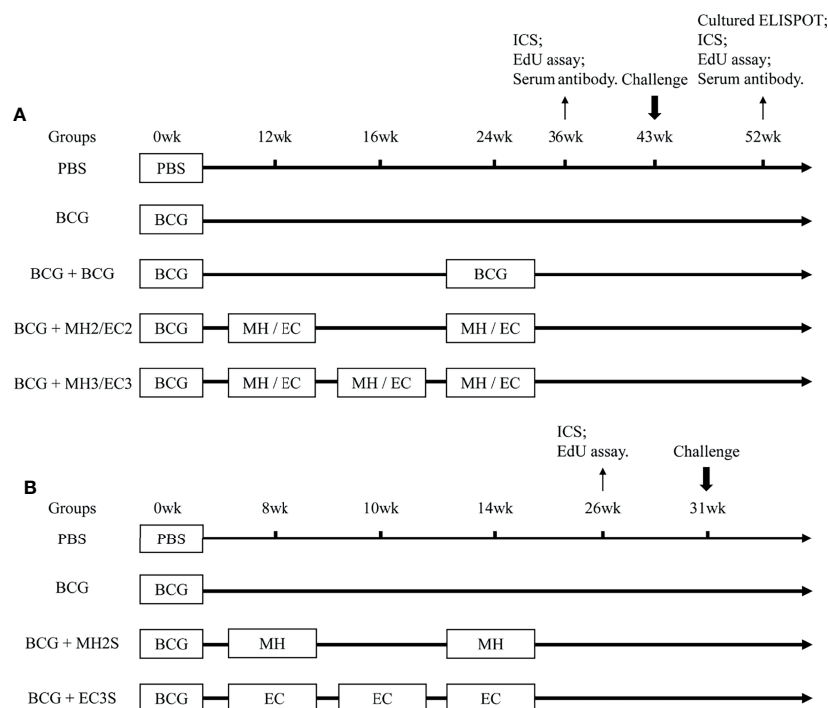 Cultured ELISPOT;
ICS;
ICS;
EdU assay;
EdU assay;
Serum antibody. Challenge
Serum antibody.
A
Groups 0wk 12wk 16wk 24wk 36wk 43wk 52wk
PBS PBS
BCG BCG
BCG + BCG BCG BCG
BCG + MH2/EC2 BCG MH / EC MH / EC
BCG + MH3/EC3 BCG MH / EC MH / EC MH / EC
ICS;
EdU assay. Challenge
B
Groups 0wk 8wk 10wk 14wk 26wk 31wk
PBS PBS
BCG BCG
BCG + MH2S BCG MH MH
BCG + EC3S BCG EC EC EC